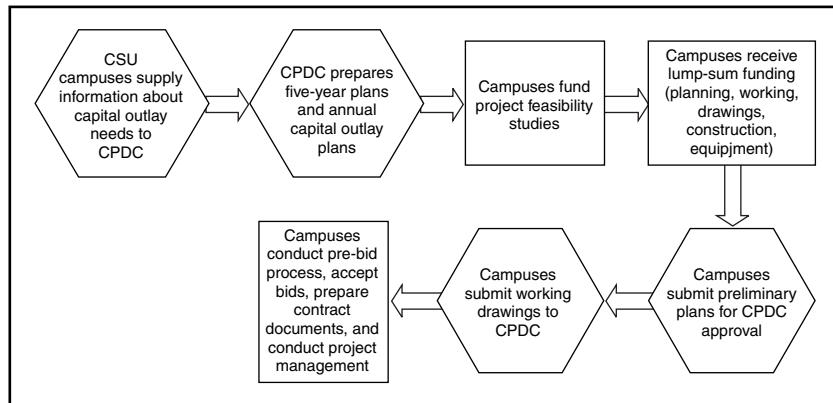 CSU
campuses supply
information about
capital outlay
needs to
CPDC
CPDC prepares
five-year plans
and annual
capital outlay
plans
Campuses fund
project feasibility
studies
Campuses receive
lump-sum funding
(planning, working,
drawings,
construction,
equipjment)
Campuses
submit preliminary
plans for CPDC
approval
Campuses
submit working
drawings to
CPDC
Campuses
conduct pre-bid
process, accept
bids, prepare
contract
documents, and
conduct project
management